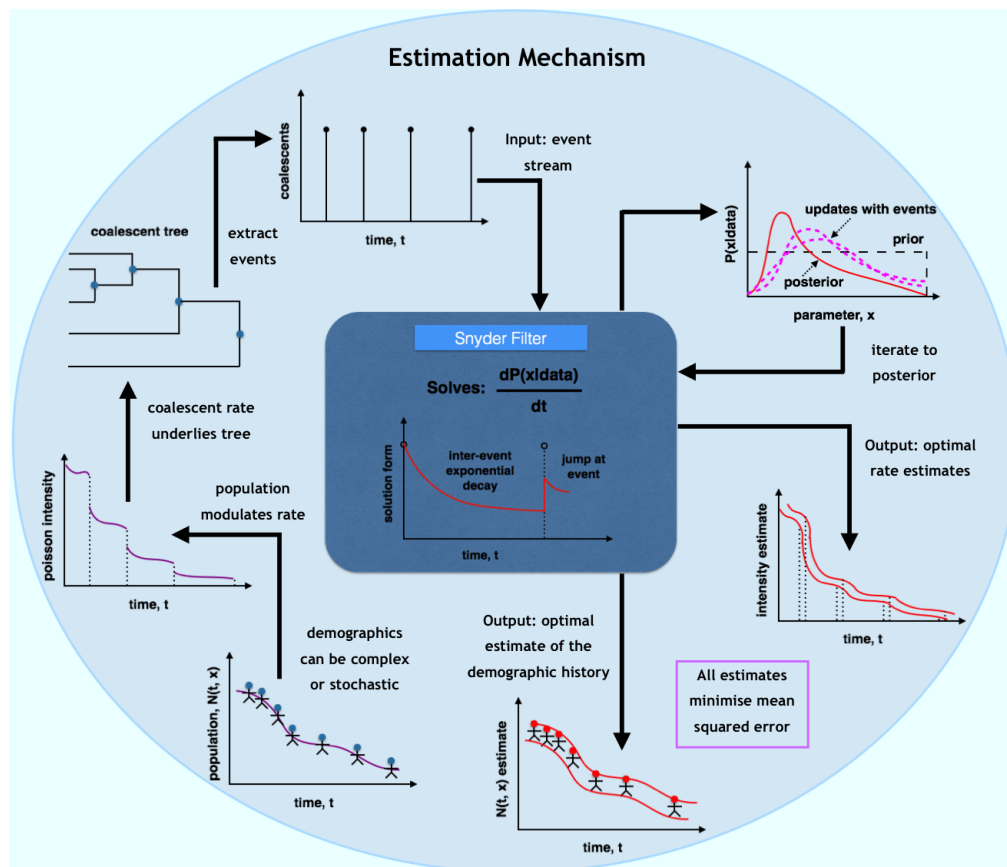 Estimation Mechanism
coalescents
time, t
Input: event
stream
coalescent tree
extract
events
P(x|data)
updates with events
prior
posterior
parameter, x
iterate to
posterior
Snyder Filter
Solves: dP(x|data)
dt
solution form
inter-event
exponential
decay
jump at
event
time, t
coalescent rate
underlies tree
poisson intensity
time, t
population
modulates rate
Output: optimal
rate estimates
intensity estimate
time, t
demographics
can be complex
or stochastic
population, N(t, x)
time, t
Output: optimal
estimate of the
demographic history
N(t, x) estimate
time, t
All estimates
minimise mean
squared error